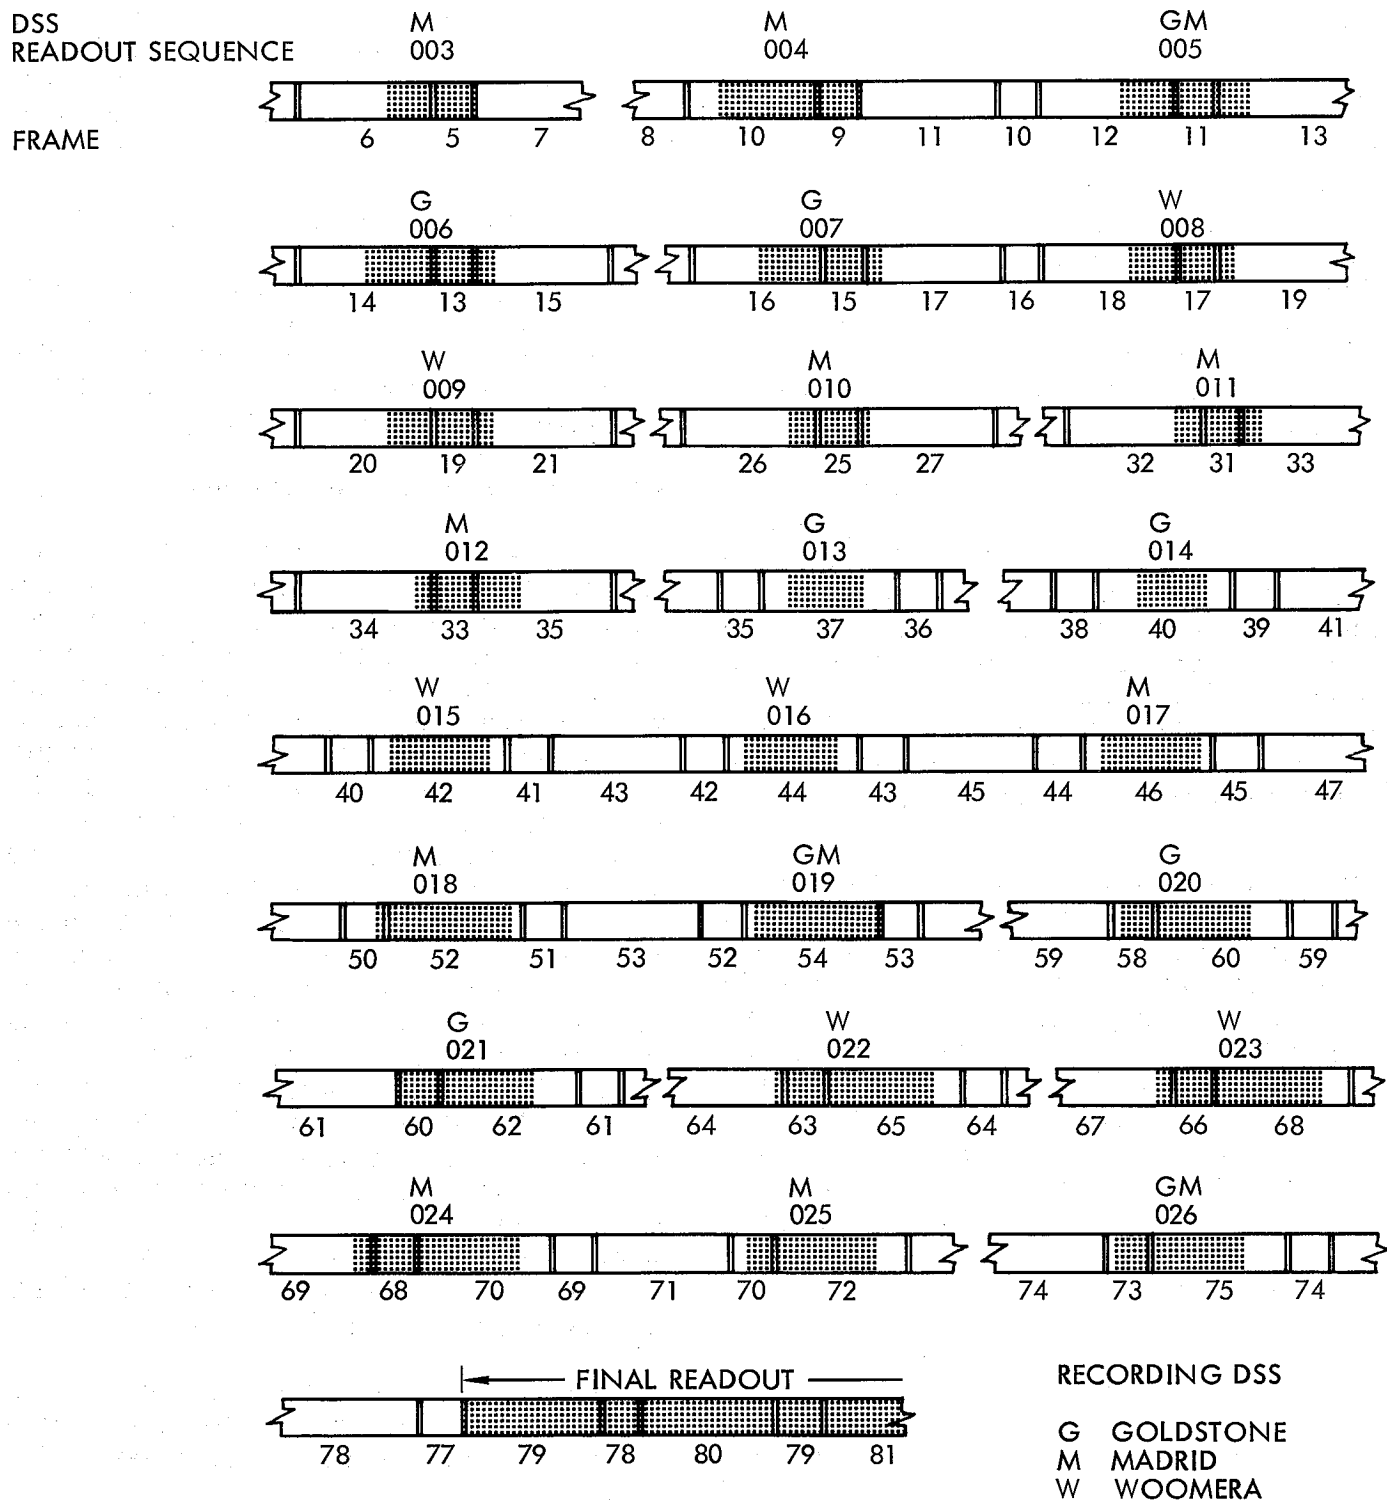 DSS M M GM
READOUT SEQUENCE 003 004 005
FRAME 6 5 7 8 10 9 11 10 12 11 13
G G W
006 007 008
14 13 15 16 15 17 16 18 17 19
W M M
009 010 011
20 19 21 26 25 27 32 31 33
M G G
012 013 014
34 33 35 35 37 36 38 40 39 41
W W M
015 016 017
40 42 41 43 42 44 43 45 44 46 45 47
M GM G
018 019 020
50 52 51 53 52 54 53 59 58 60 59
G W W
021 022 023
61 60 62 61 64 63 65 64 67 66 68
M M GM
024 025 026
69 68 70 69 71 70 72 74 73 75 74
FINAL READOUT
78 77 79 78 80 79 81
RECORDING DSS
G GOLDSTONE
M MADRID
W WOOMERA